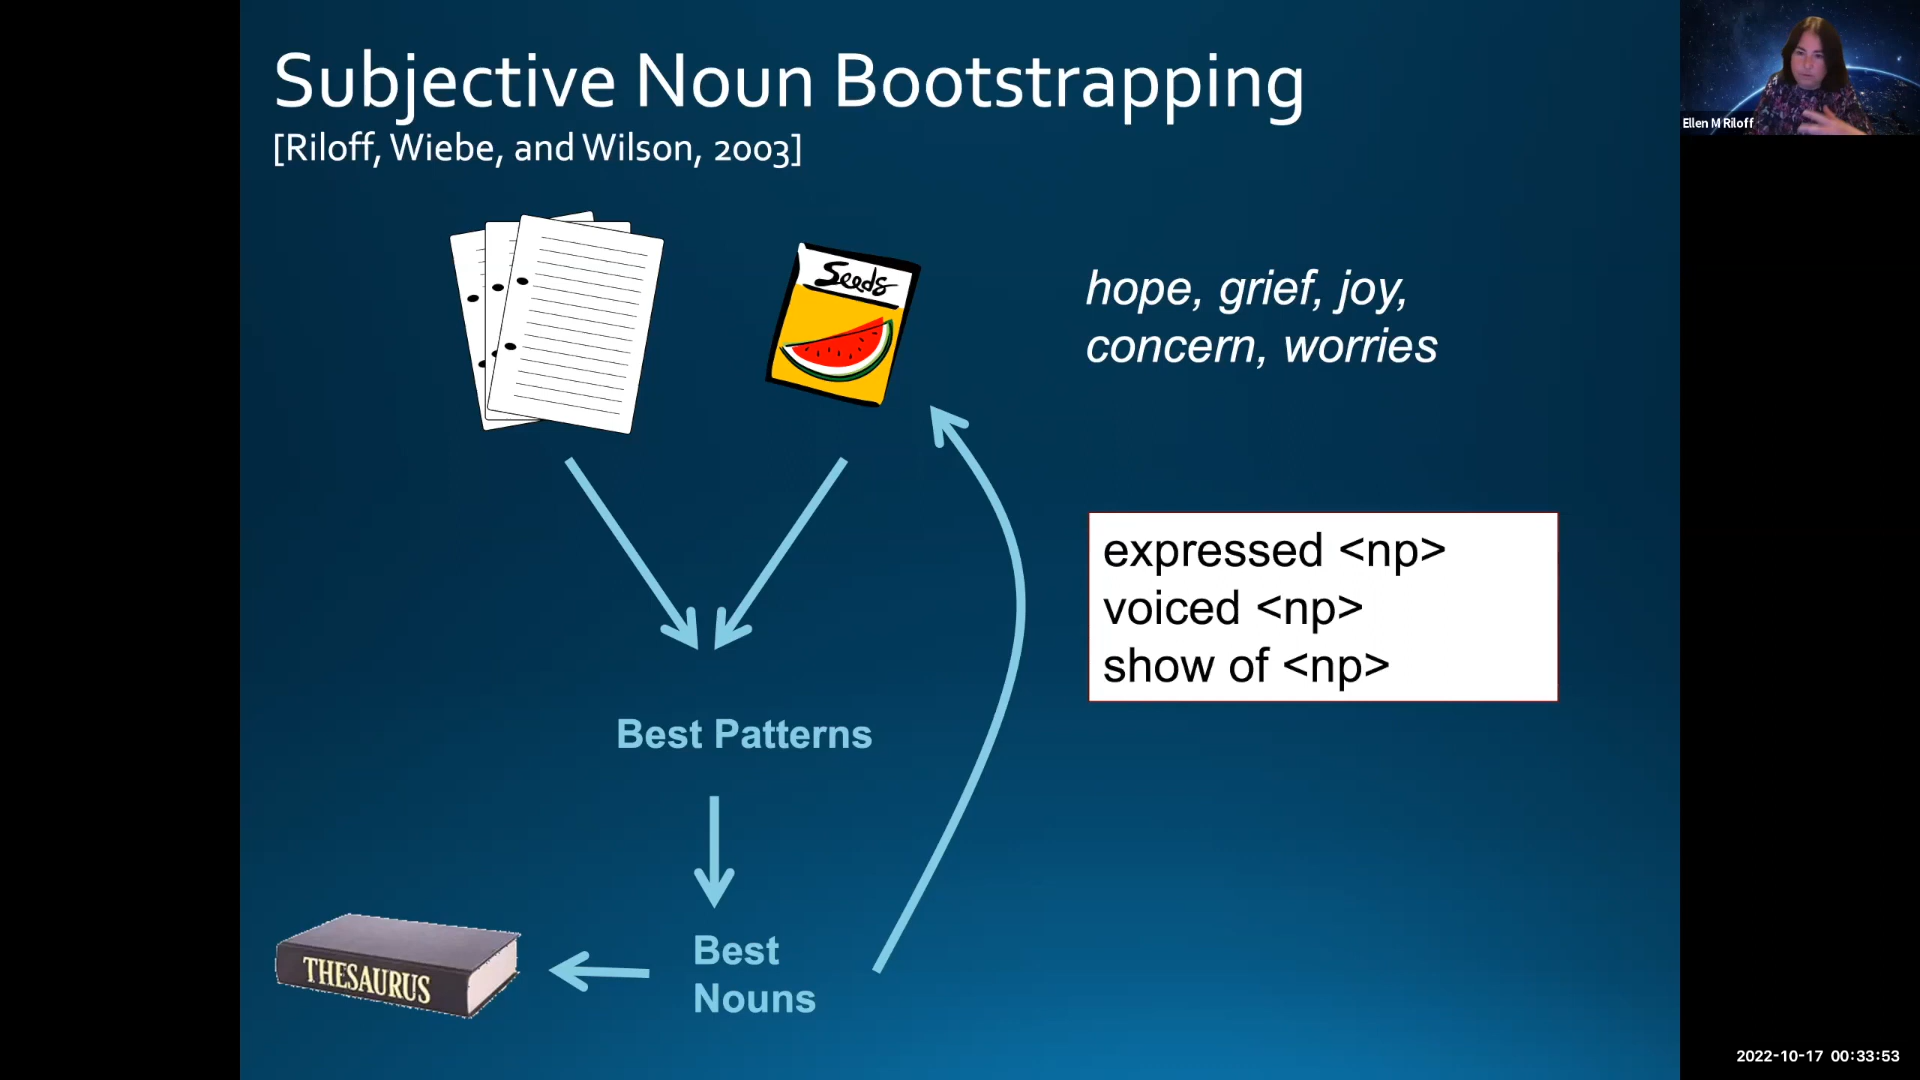 Subjective Noun Bootstrapping
[Riloff, Wiebe, and Wilson, 2003]
Ellen M Riloff
Seeds
hope, grief, joy,
concern, worries
expressed <np>
voiced <np>
show of <np>
Best Patterns
Best
Nouns
THESAURUS
2022-10-17 00:33:53